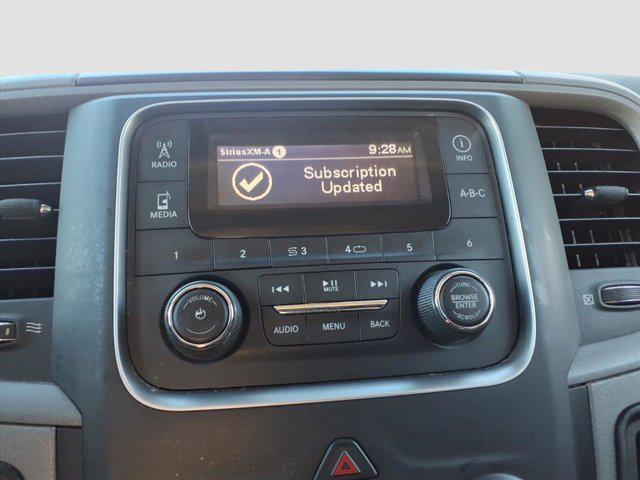 SiriusXM-A 1 9:28AM
Subscription
Updated
RADIO
MEDIA
INFO
A-B-C
1 2 3 4 5 6
MUTE
VOLUME
AUDIO MENU BACK
TUNE
BROWSE
ENTER
SCROLL